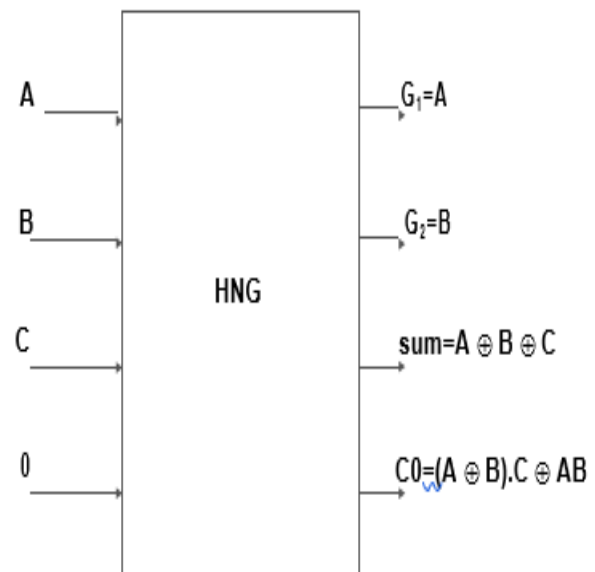 A
G₁=A
B
G₂=B
HNG
C
sum=A ⊕ B ⊕ C
0
C0=(A ⊕ B).C ⊕ AB